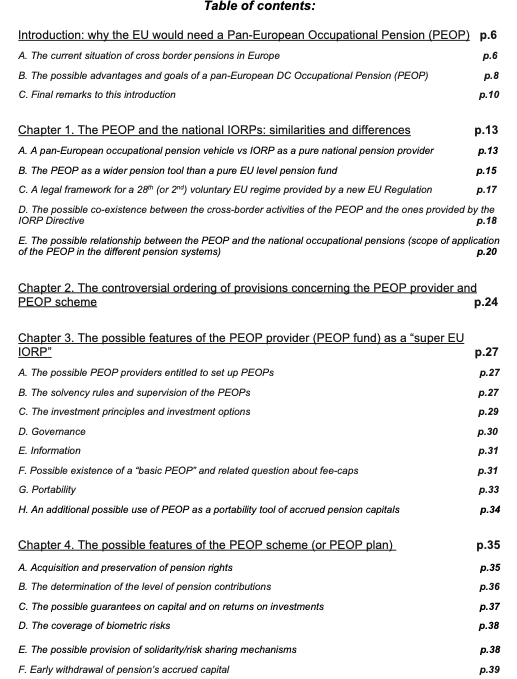 Table of contents:
Introduction: why the EU would need a Pan-European Occupational Pension (PEOP) p.6
A. The current situation of cross border pensions in Europe p.6
B. The possible advantages and goals of a pan-European DC Occupational Pension (PEOP) p.8
C. Final remarks to this introduction p.10
Chapter 1. The PEOP and the national IORPs: similarities and differences p.13
A. A pan-European occupational pension vehicle vs IORP as a pure national pension provider p.13
B. The PEOP as a wider pension tool than a pure EU level pension fund p.15
C. A legal framework for a 28th (or 2nd) voluntary EU regime provided by a new EU Regulation p.17
D. The possible co-existence between the cross-border activities of the PEOP and the ones provided by the
IORP Directive p.18
E. The possible relationship between the PEOP and the national occupational pensions (scope of application
of the PEOP in the different pension systems) p.20
Chapter 2. The controversial ordering of provisions concerning the PEOP provider and
PEOP scheme p.24
Chapter 3. The possible features of the PEOP provider (PEOP fund) as a “super EU
IORP” p.27
A. The possible PEOP providers entitled to set up PEOPs p.27
B. The solvency rules and supervision of the PEOPs p.27
C. The investment principles and investment options p.29
D. Governance p.30
E. Information p.31
F. Possible existence of a “basic PEOP” and related question about fee-caps p.31
G. Portability p.33
H. An additional possible use of PEOP as a portability tool of accrued pension capitals p.34
Chapter 4. The possible features of the PEOP scheme (or PEOP plan) p.35
A. Acquisition and preservation of pension rights p.35
B. The determination of the level of pension contributions p.36
C. The possible guarantees on capital and on returns on investments p.37
D. The coverage of biometric risks p.38
E. The possible provision of solidarity/risk sharing mechanisms p.38
F. Early withdrawal of pension’s accrued capital p.39